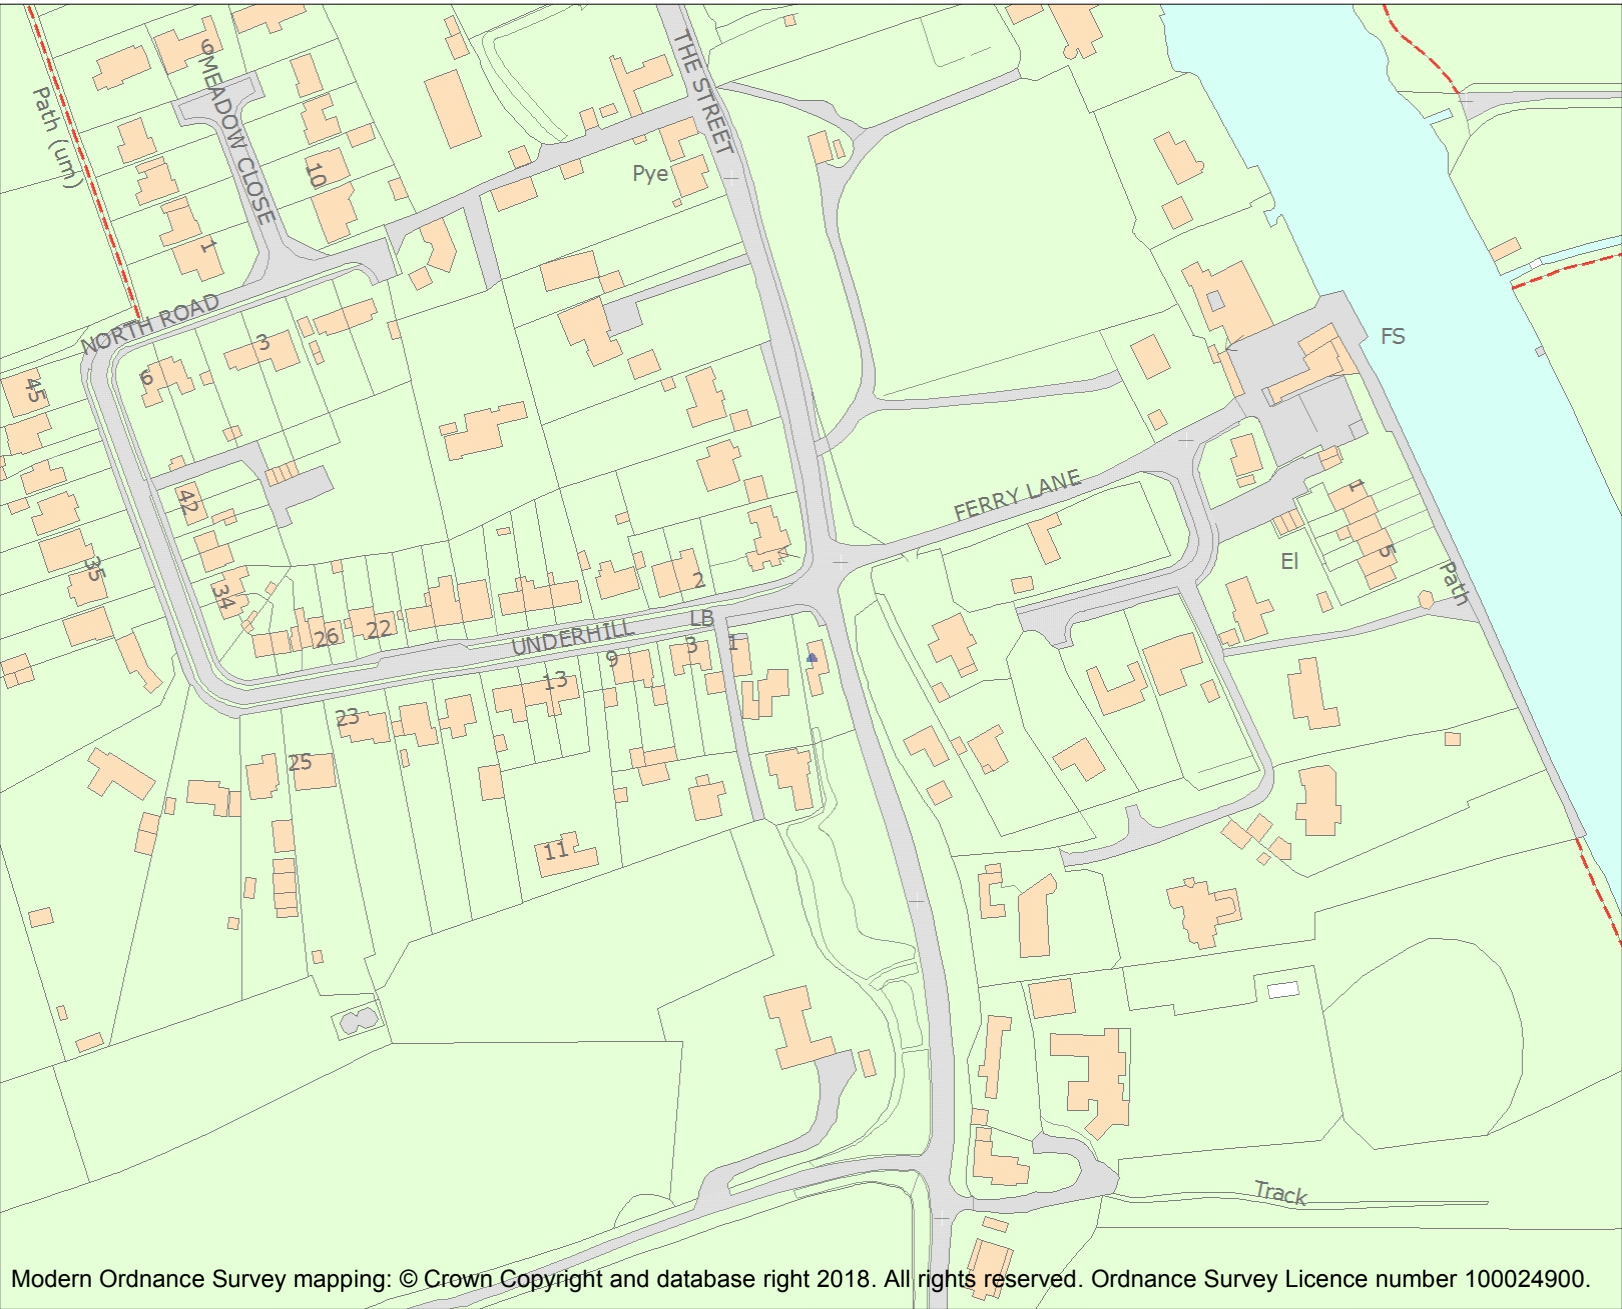 THE STREET
6
MEADOW CLOSE
Path (um)
10
Pye
1
NORTH ROAD
3
6
45
FS
42
FERRY LANE
1
35
34
2
El
5
Path
LB
UNDERHILL
26
22
1
3
9
13
23
25
11
Track
Modern Ordnance Survey mapping: © Crown Copyright and database right 2018. All rights reserved. Ordnance Survey Licence number 100024900.